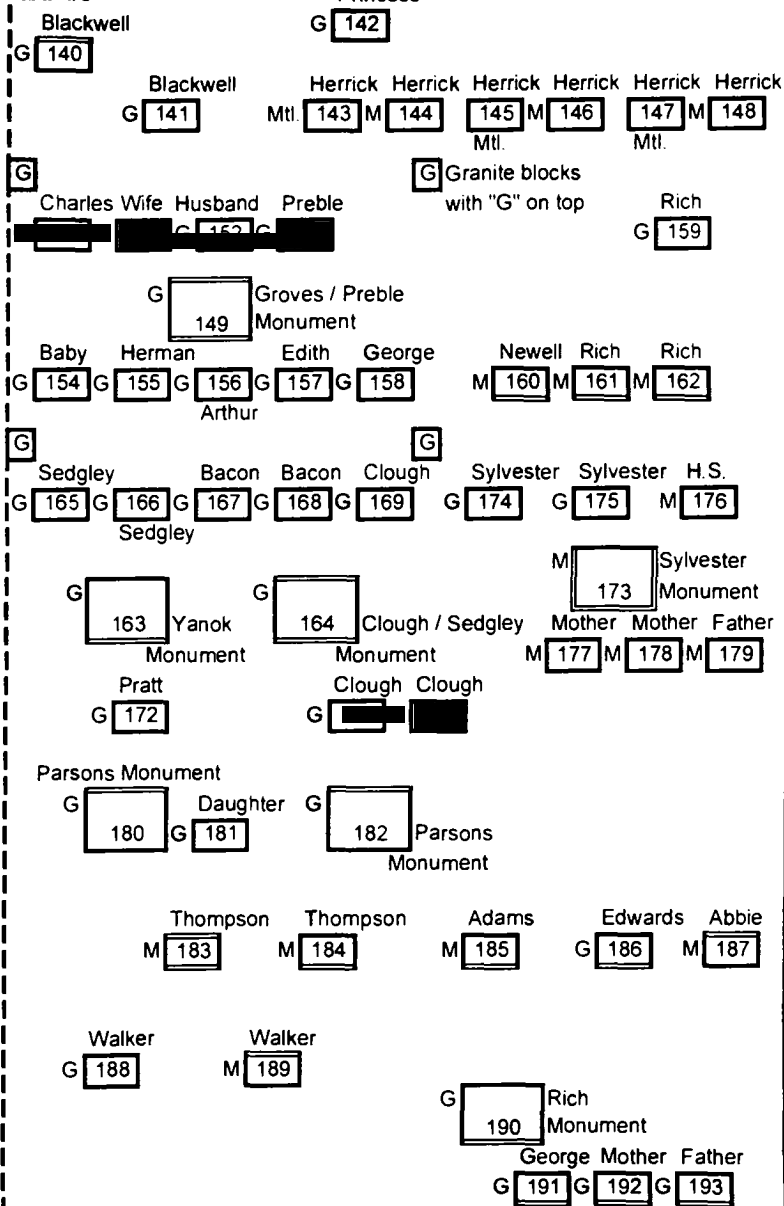 Blackwell
G 142
G 140
Blackwell Herrick Herrick Herrick Herrick Herrick Herrick
G 141 Mtl. 143 M 144 145 M 146 147 M 148
Mtl. Mtl.
G G Granite blocks
with "G" on top
Charles Wife Husband Preble Rich
G 159
G Groves / Preble
149 Monument
Baby Herman Edith George Newell Rich Rich
G 154 G 155 G 156 G 157 G 158 M 160 M 161 M 162
Arthur
G G
Sedgley Bacon Bacon Clough Sylvester Sylvester H.S.
G 165 G 166 G 167 G 168 G 169 G 174 G 175 M 176
Sedgley
M Sylvester
173 Monument
G G
163 Yanok 164 Clough / Sedgley
Monument Monument
Mother Mother Father
M 177 M 178 M 179
Pratt Clough Clough
G 172 G
Parsons Monument
G Daughter G
180 G 181 182 Parsons
Monument
Thompson Thompson Adams Edwards Abbie
M 183 M 184 M 185 G 186 M 187
Walker Walker
G 188 M 189
G Rich
190 Monument
George Mother Father
G 191 G 192 G 193